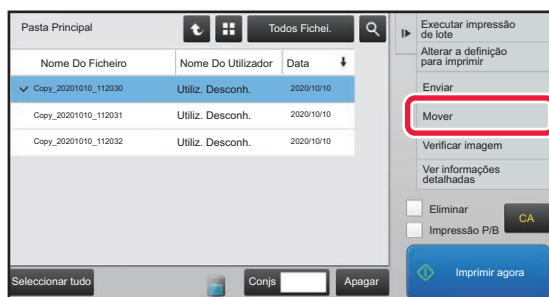 Pasta Principal
Todos Fichei.
Nome Do Ficheiro
Nome Do Utilizador
Data
Copy_20201010_112030
Utiliz. Desconh.
2020/10/10
Copy_20201010_112031
Utiliz. Desconh.
2020/10/10
Copy_20201010_112032
Utiliz. Desconh.
2020/10/10
Seleccionar tudo
Conjs
Apagar
Executar impressão
de lote
Alterar a definição
para imprimir
Enviar
Mover
Verificar imagem
Ver informações
detalhadas
Eliminar
Impressão P/B
CA
Imprimir agora